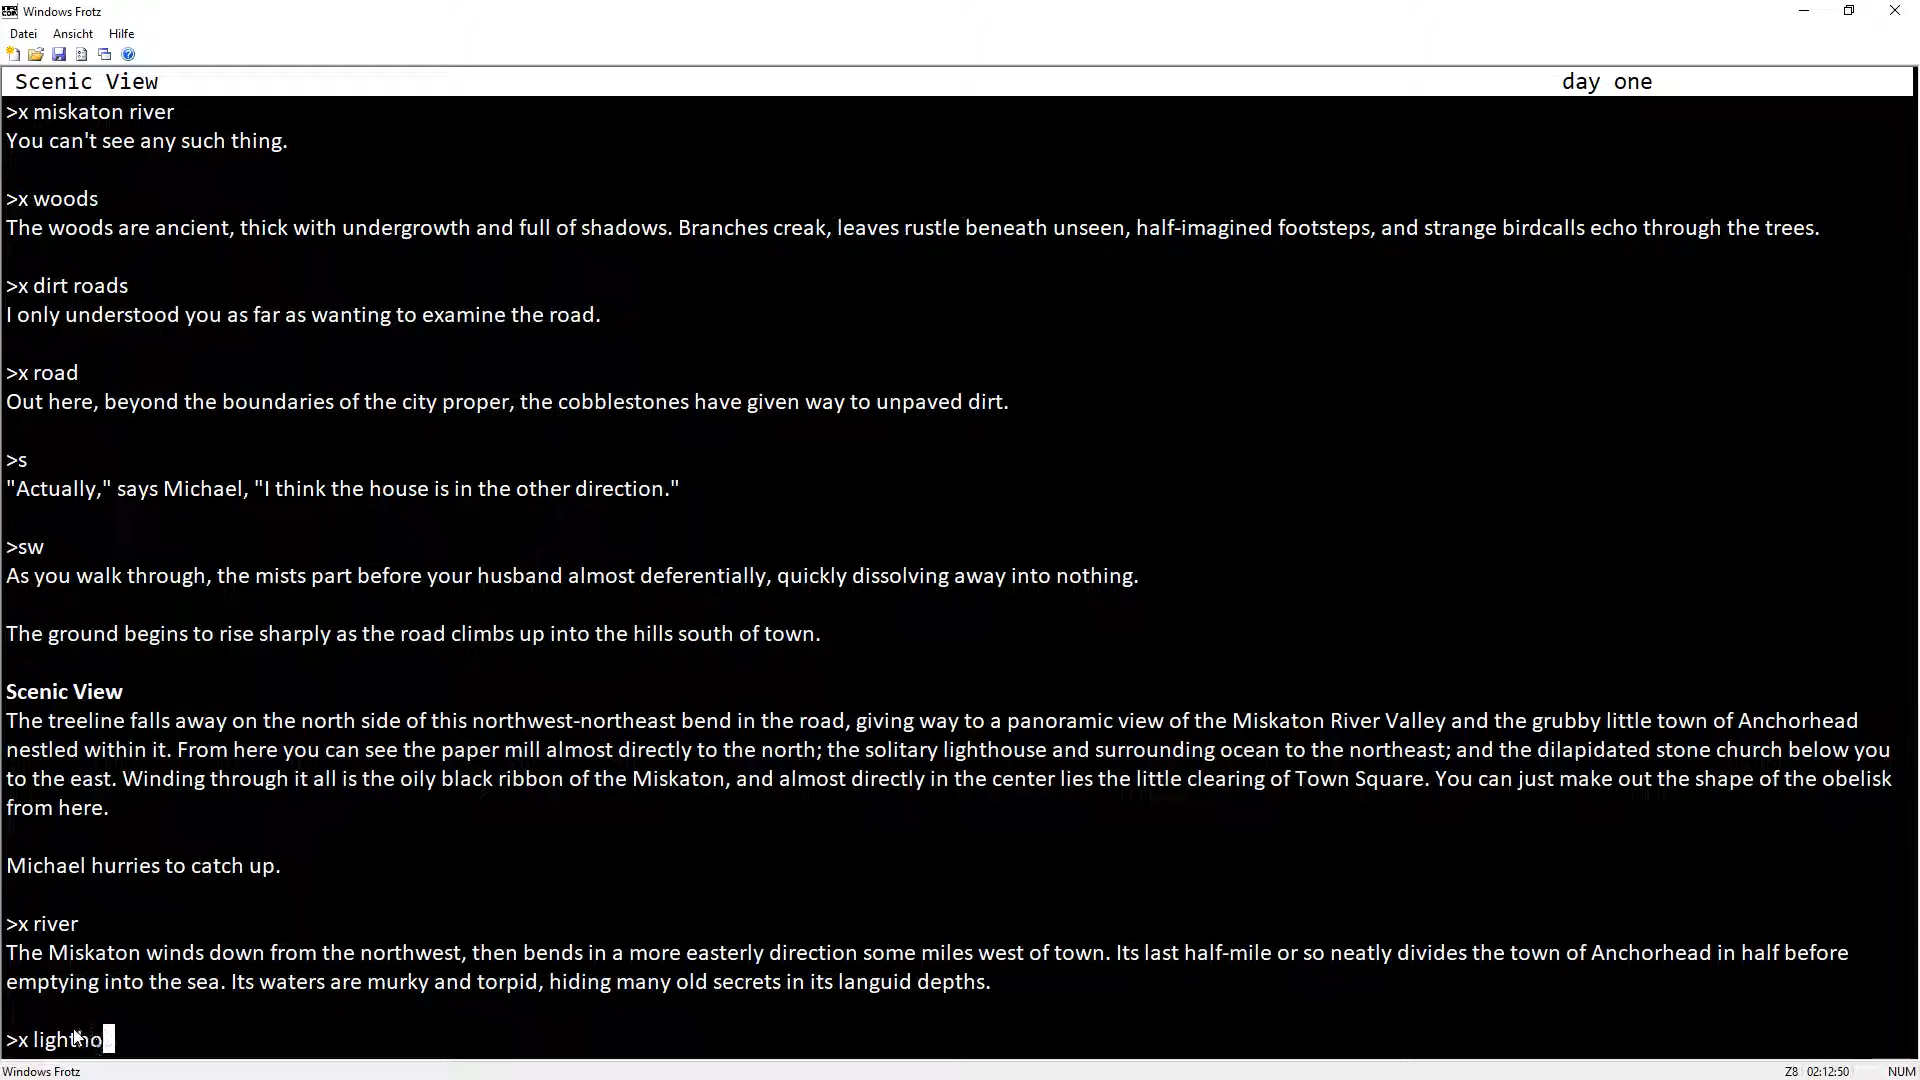 Windows Frotz
Datei Ansicht Hilfe
Scenic View day one
>x miskaton river
You can't see any such thing.
>x woods
The woods are ancient, thick with undergrowth and full of shadows. Branches creak, leaves rustle beneath unseen, half-imagined footsteps, and strange birdcalls echo through the trees.
>x dirt roads
I only understood you as far as wanting to examine the road.
>x road
Out here, beyond the boundaries of the city proper, the cobblestones have given way to unpaved dirt.
>s
"Actually," says Michael, "I think the house is in the other direction."
>sw
As you walk through, the mists part before your husband almost deferentially, quickly dissolving away into nothing.
The ground begins to rise sharply as the road climbs up into the hills south of town.
Scenic View
The treeline falls away on the north side of this northwest-northeast bend in the road, giving way to a panoramic view of the Miskaton River Valley and the grubby little town of Anchorhead
nestled within it. From here you can see the paper mill almost directly to the north; the solitary lighthouse and surrounding ocean to the northeast; and the dilapidated stone church below you
to the east. Winding through it all is the oily black ribbon of the Miskaton, and almost directly in the center lies the little clearing of Town Square. You can just make out the shape of the obelisk
from here.
Michael hurries to catch up.
>x river
The Miskaton winds down from the northwest, then bends in a more easterly direction some miles west of town. Its last half-mile or so neatly divides the town of Anchorhead in half before
emptying into the sea. Its waters are murky and torpid, hiding many old secrets in its languid depths.
>x lightho
Windows Frotz Z8 02:12:50 NUM